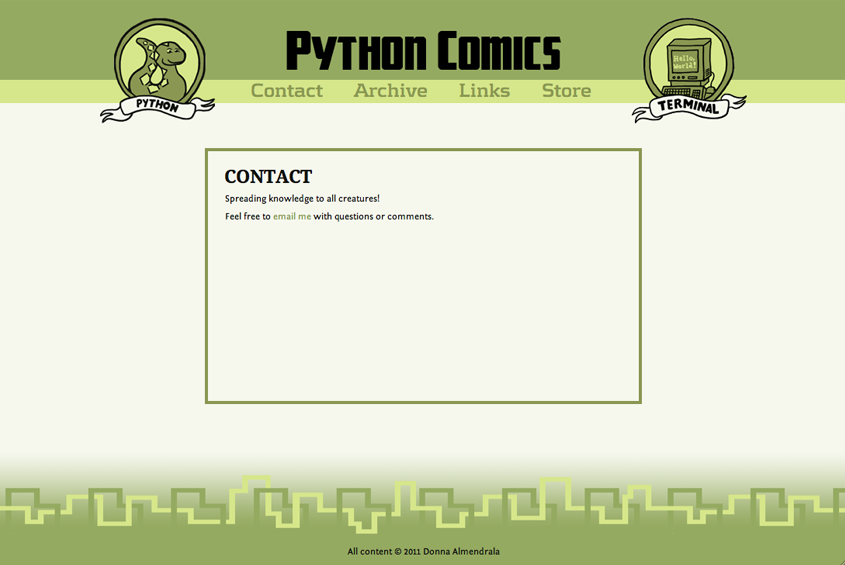 Python Comics
PYTHON
Hello,
World!
TERMINAL
Contact Archive Links Store
CONTACT
Spreading knowledge to all creatures!
Feel free to email me with questions or comments.
All content © 2011 Donna Almendrala